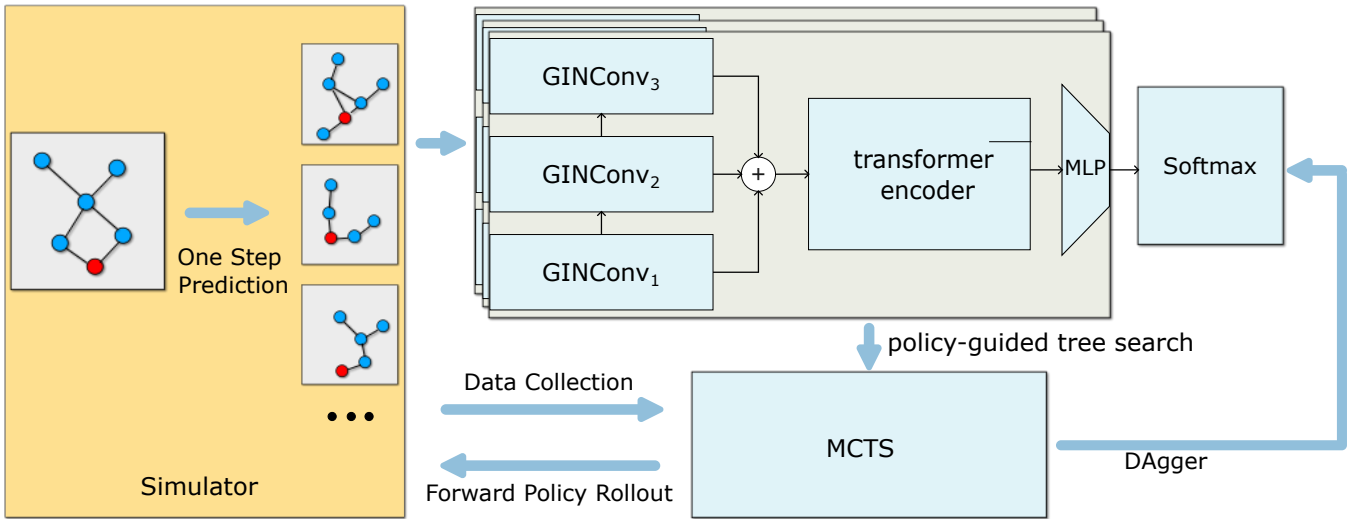 One Step
Prediction
Simulator
GINConv3
GINConv2
GINConv1
+
transformer
encoder
MLP
Softmax
policy-guided tree search
Data Collection
MCTS
Forward Policy Rollout
DAgger